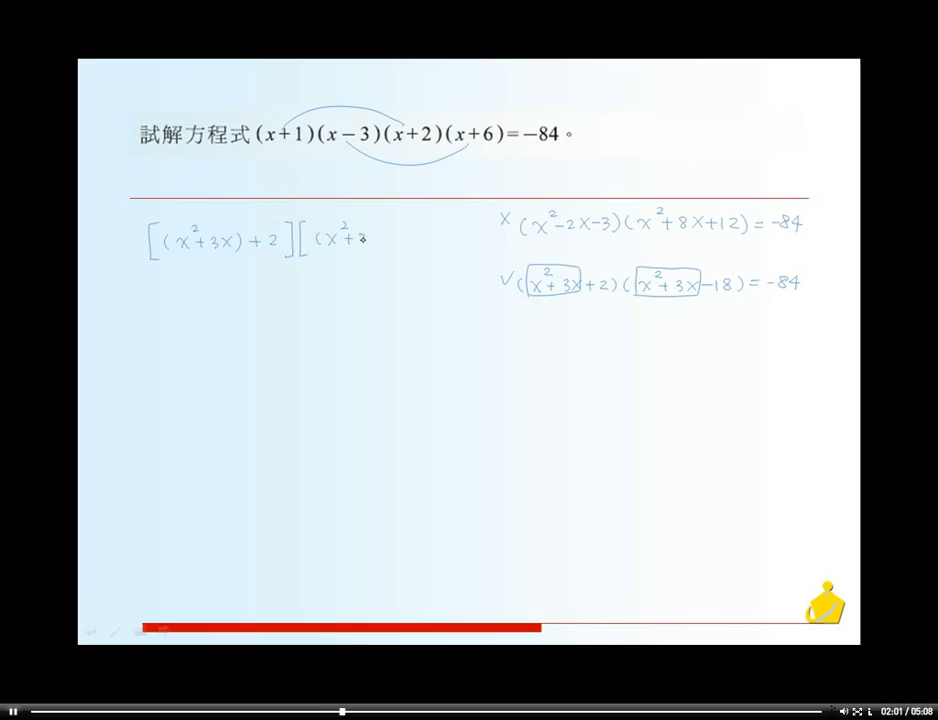 試解方程式(x+1)(x−3)(x+2)(x+6)=−84。
[(x²+3x)+2][(x²+3
× (x²-2x-3)(x²+8x+12)=-84
✓(x²+3x+2)(x²+3x-18)=-84
02:01 / 05:08